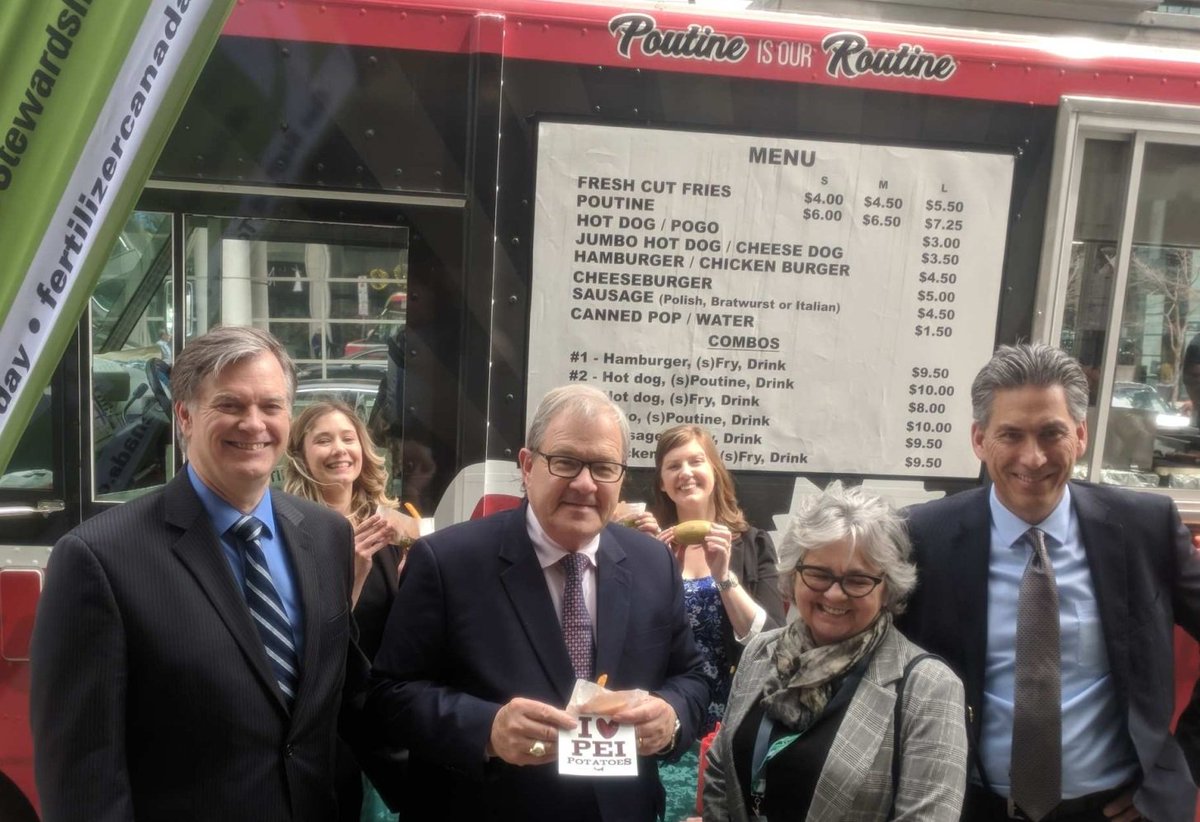 Stewardship
day • fertilizercanada
Poutine IS OUR Routine
MENU
S M L
FRESH CUT FRIES $4.00 $4.50 $5.50
POUTINE $6.00 $6.50 $7.25
HOT DOG / POGO $3.00
JUMBO HOT DOG / CHEESE DOG $3.50
HAMBURGER / CHICKEN BURGER $4.50
CHEESEBURGER $5.00
SAUSAGE (Polish, Bratwurst or Italian) $4.50
CANNED POP / WATER $1.50
COMBOS
#1 - Hamburger, (s)Fry, Drink $9.50
#2 - Hot dog, (s)Poutine, Drink $10.00
Hot dog, (s)Fry, Drink $8.00
(s)Poutine, Drink $10.00
Fry, Drink $9.50
(s)Fry, Drink $9.50
I ♥
PEI
POTATOES